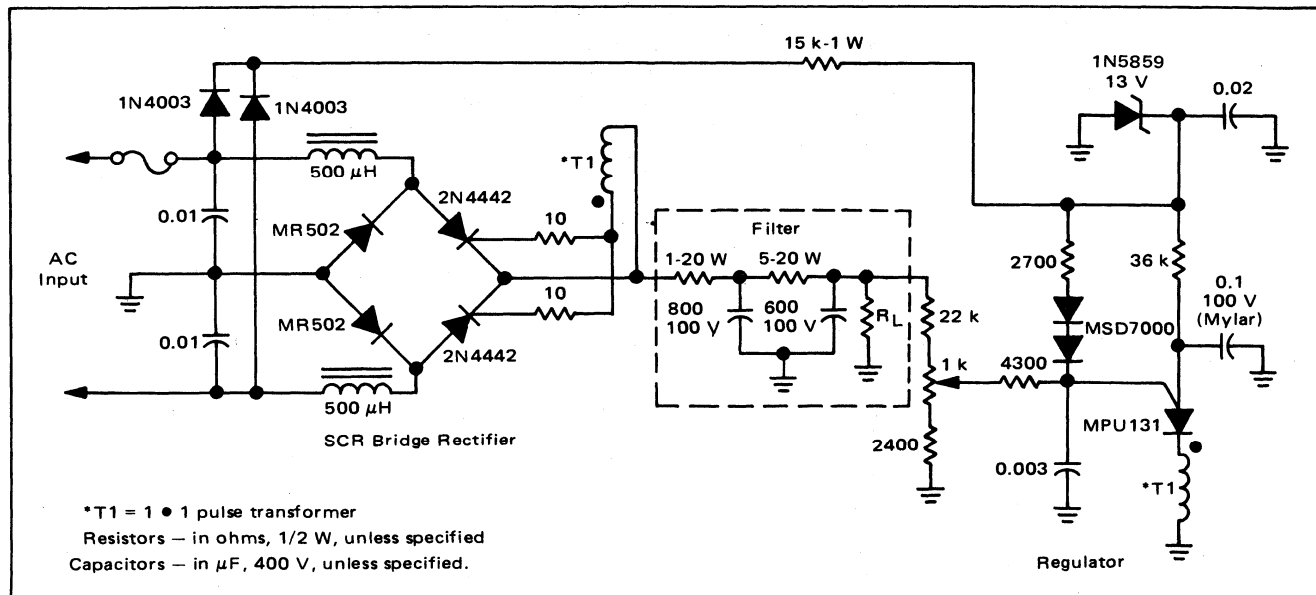 15 k-1 W
1N5859
13 V
0.02
1N4003
1N4003
500 μH
*T1
2N4442
10
0.01
MR502
AC
Input
Filter
1-20 W
5-20 W
2700
36 k
0.1
100 V
(Mylar)
10
800
100 V
600
100 V
RL
22 k
MSD7000
MR502
0.01
2N4442
1 k
4300
500 μH
MPU131
SCR Bridge Rectifier
2400
0.003
*T1
*T1 = 1 ● 1 pulse transformer
Resistors — in ohms, 1/2 W, unless specified
Capacitors — in μF, 400 V, unless specified.
Regulator